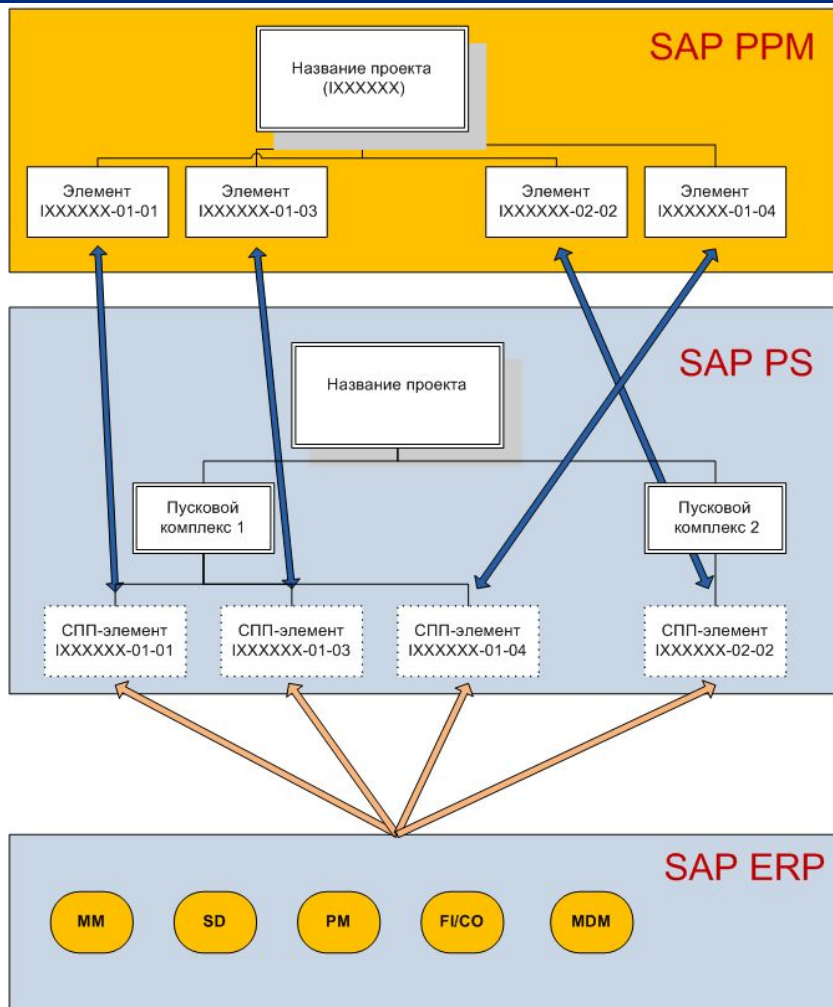 SAP PPM
Название проекта
(IXXXXXX)
Элемент
IXXXXXX-01-01
Элемент
IXXXXXX-01-03
Элемент
IXXXXXX-02-02
Элемент
IXXXXXX-01-04
SAP PS
Название проекта
Пусковой
комплекс 1
Пусковой
комплекс 2
СПП-элемент
IXXXXXX-01-01
СПП-элемент
IXXXXXX-01-03
СПП-элемент
IXXXXXX-01-04
СПП-элемент
IXXXXXX-02-02
SAP ERP
MM
SD
PM
FI/CO
MDM